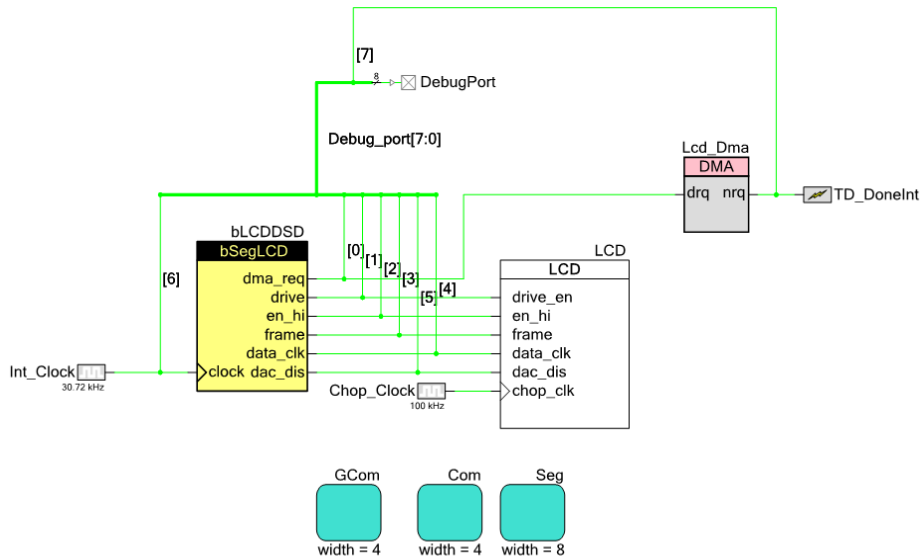 [7]
8
DebugPort
Debug_port[7:0]
Lcd_Dma
DMA
drq nrq
TD_DoneInt
bLCDDSD
bSegLCD
[0]
[1]
[2]
[3]
[5] [4]
[6]
dma_req
drive
en_hi
frame
data_clk
clock dac_dis
LCD
LCD
drive_en
en_hi
frame
data_clk
dac_dis
chop_clk
Int_Clock
30.72 kHz
Chop_Clock
100 kHz
GCom Com Seg
width = 4 width = 4 width = 8